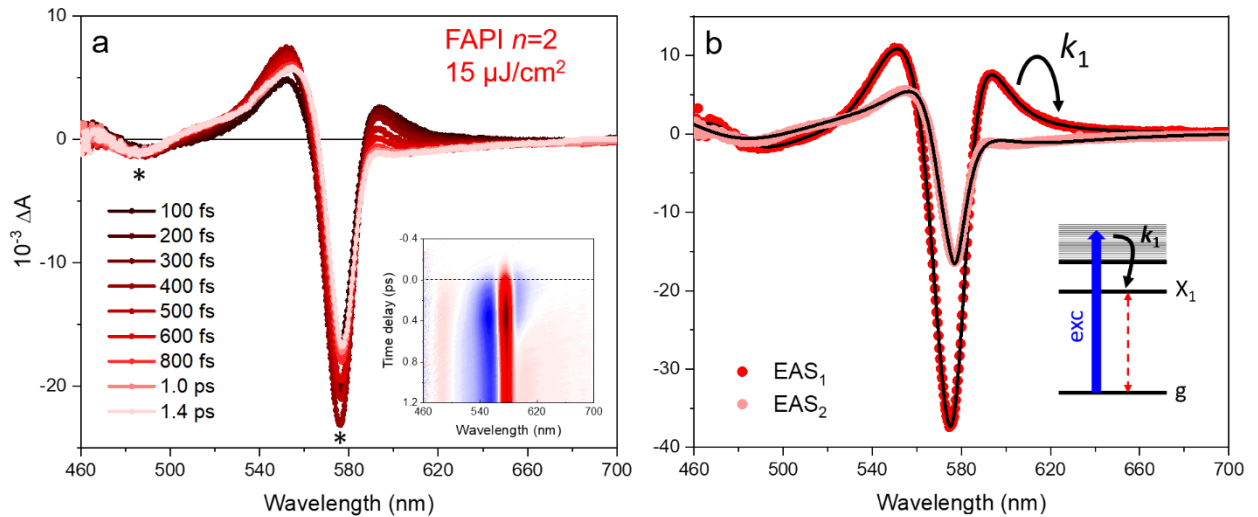 a
FAPI n=2
15 µJ/cm²
10
0
-10
-20
10⁻³ ΔA
*
*
100 fs
200 fs
300 fs
400 fs
500 fs
600 fs
800 fs
1.0 ps
1.4 ps
-0.4
0.0
0.4
0.8
1.2
Time delay (ps)
460 540 620 700
Wavelength (nm)
460 500 540 580 620 660 700
Wavelength (nm)
b
k₁
10
0
-10
-20
-30
-40
EAS₁
EAS₂
k₁
X₁
exc
g
460 500 540 580 620 660 700
Wavelength (nm)